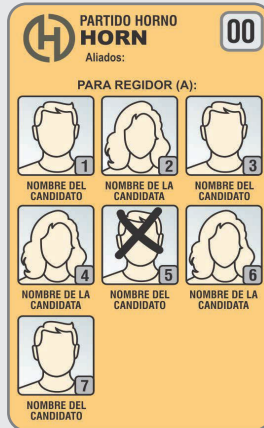 PARTIDO HORNO
HORN
Aliados:
00
PARA REGIDOR (A):
1
2
3
NOMBRE DEL CANDIDATO
NOMBRE DE LA CANDIDATA
NOMBRE DEL CANDIDATO
4
5
6
NOMBRE DE LA CANDIDATA
NOMBRE DEL CANDIDATO
NOMBRE DE LA CANDIDATA
7
NOMBRE DEL
CANDIDATO